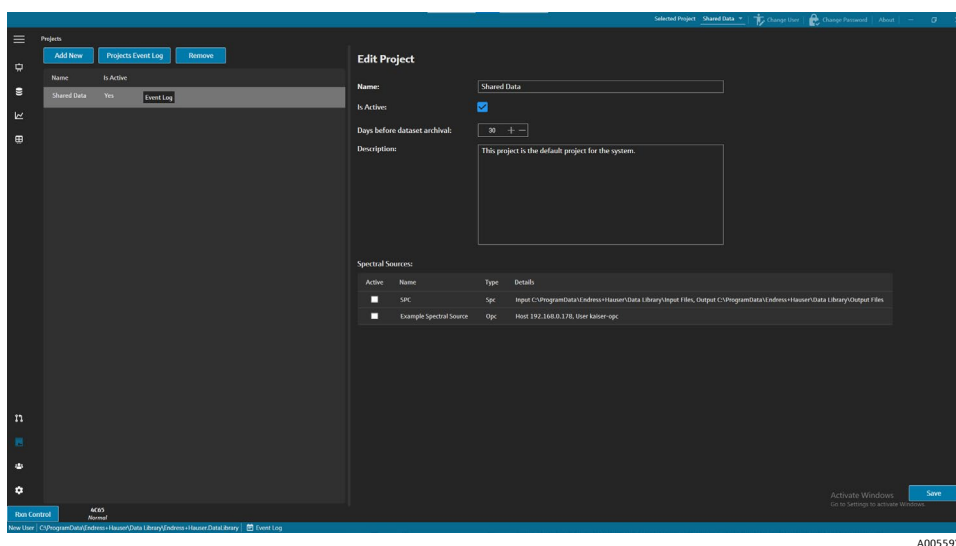 Selected Project Shared Data Change User Change Password About
Projects
Add New Projects Event Log Remove
Name Is Active
Shared Data Yes Event Log
Edit Project
Name: Shared Data
Is Active:
Days before dataset archival: 30 + −
Description: This project is the default project for the system.
Spectral Sources:
Active Name Type Details
SPC Spc Input C:\ProgramData\Endress+Hauser\Data Library\Input Files, Output C:\ProgramData\Endress+Hauser\Data Library\Output Files
Example Spectral Source Opc Host 192.168.0.178, User kaiser-opc
Activate Windows
Go to Settings to activate Windows
Save
Rxn Control
4C65
Normal
New User C:\ProgramData\Endress+Hauser\Data Library\Endress+Hauser.DataLibrary Event Log